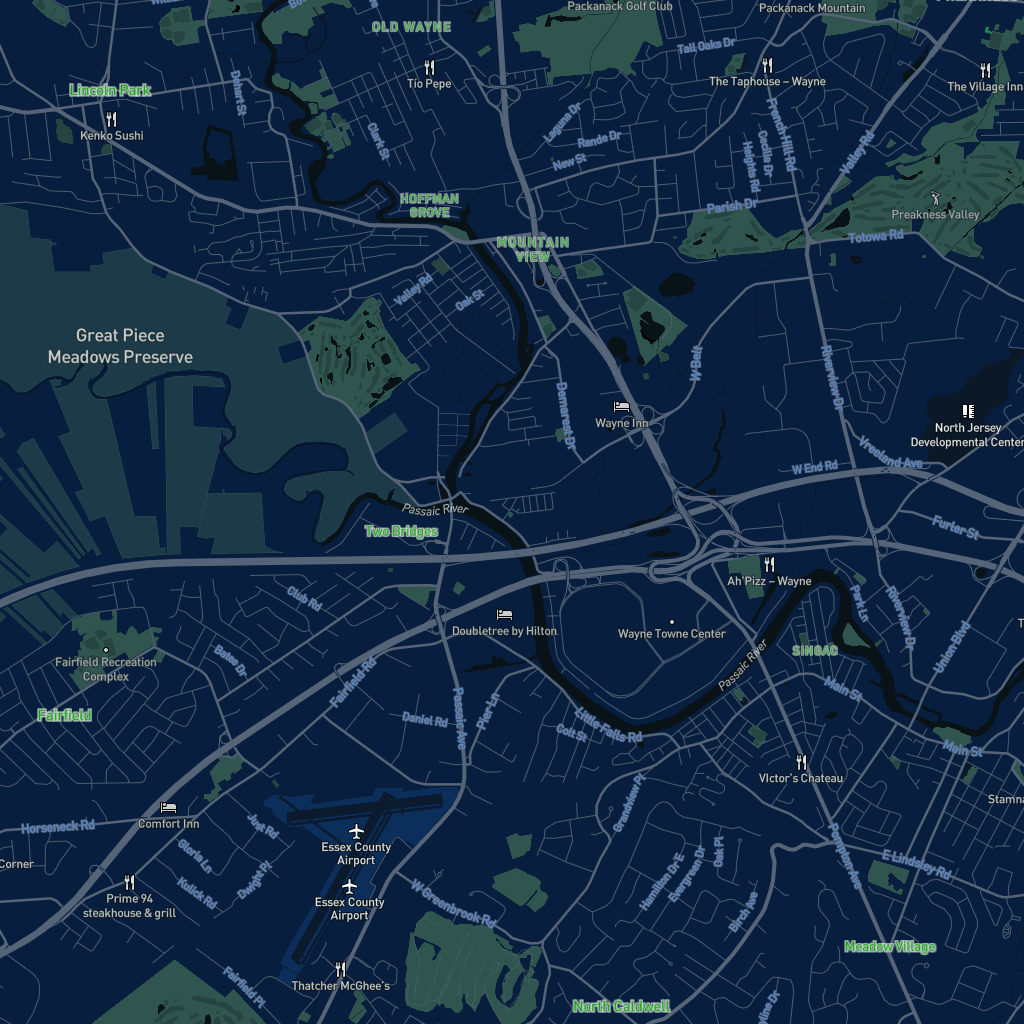 Packanack Golf Club
Packanack Mountain
OLD WAYNE
Tall Oaks Dr
Tio Pepe
The Taphouse – Wayne
The Village Inn
Lincoln Park
Dehart St
Kenko Sushi
Clark St
Laguna Dr
Rande Dr
New St
French Hill Rd
Cecilia Dr
Heights Rd
Valley Rd
HOFFMAN
GROVE
Parish Dr
Preakness Valley
MOUNTAIN
VIEW
Totowa Rd
Valley Rd
Oak St
Great Piece
Meadows Preserve
W Belt
Riverview Dr
Demarest Dr
Wayne Inn
North Jersey
Developmental Center
Vreeland Ave
W End Rd
Passaic River
Two Bridges
Furler St
Ah'Pizz – Wayne
Club Rd
Park Ln
Riverview Dr
Doubletree by Hilton
Wayne Towne Center
Union Blvd
SINGAC
Passaic River
Fairfield Recreation
Complex
Bates Dr
Fairfield Rd
Main St
Fairfield
Daniel Rd
Passaic Ave
Pier Ln
Little Falls Rd
Colt St
Main St
VIctor's Chateau
Stamna
Comfort Inn
Horseneck Rd
Just Rd
Grandview Pl
Essex County
Airport
Gloria Ln
Corner
Oak Pl
Pompton Ave
E Lindsley Rd
Dwight Pl
Kulick Rd
Hamilton Dr E
Evergreen Dr
Prime 94
steakhouse & grill
Essex County
Airport
W Greenbrook Rd
Birch Ave
Meadow Village
Thatcher McGhee's
Fairfield Pl
North Caldwell